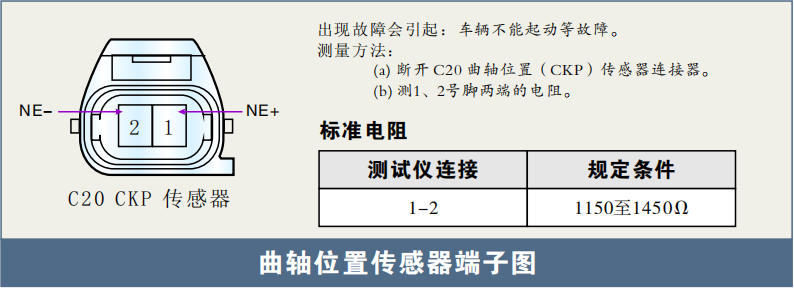 出现故障会引起：车辆不能起动等故障。
测量方法：
(a) 断开 C20 曲轴位置（CKP）传感器连接器。
(b) 测1、2号脚两端的电阻。
NE−
2
1
NE+
C20 CKP 传感器
标准电阻
测试仪连接 规定条件
1-2 1150至1450Ω
曲轴位置传感器端子图